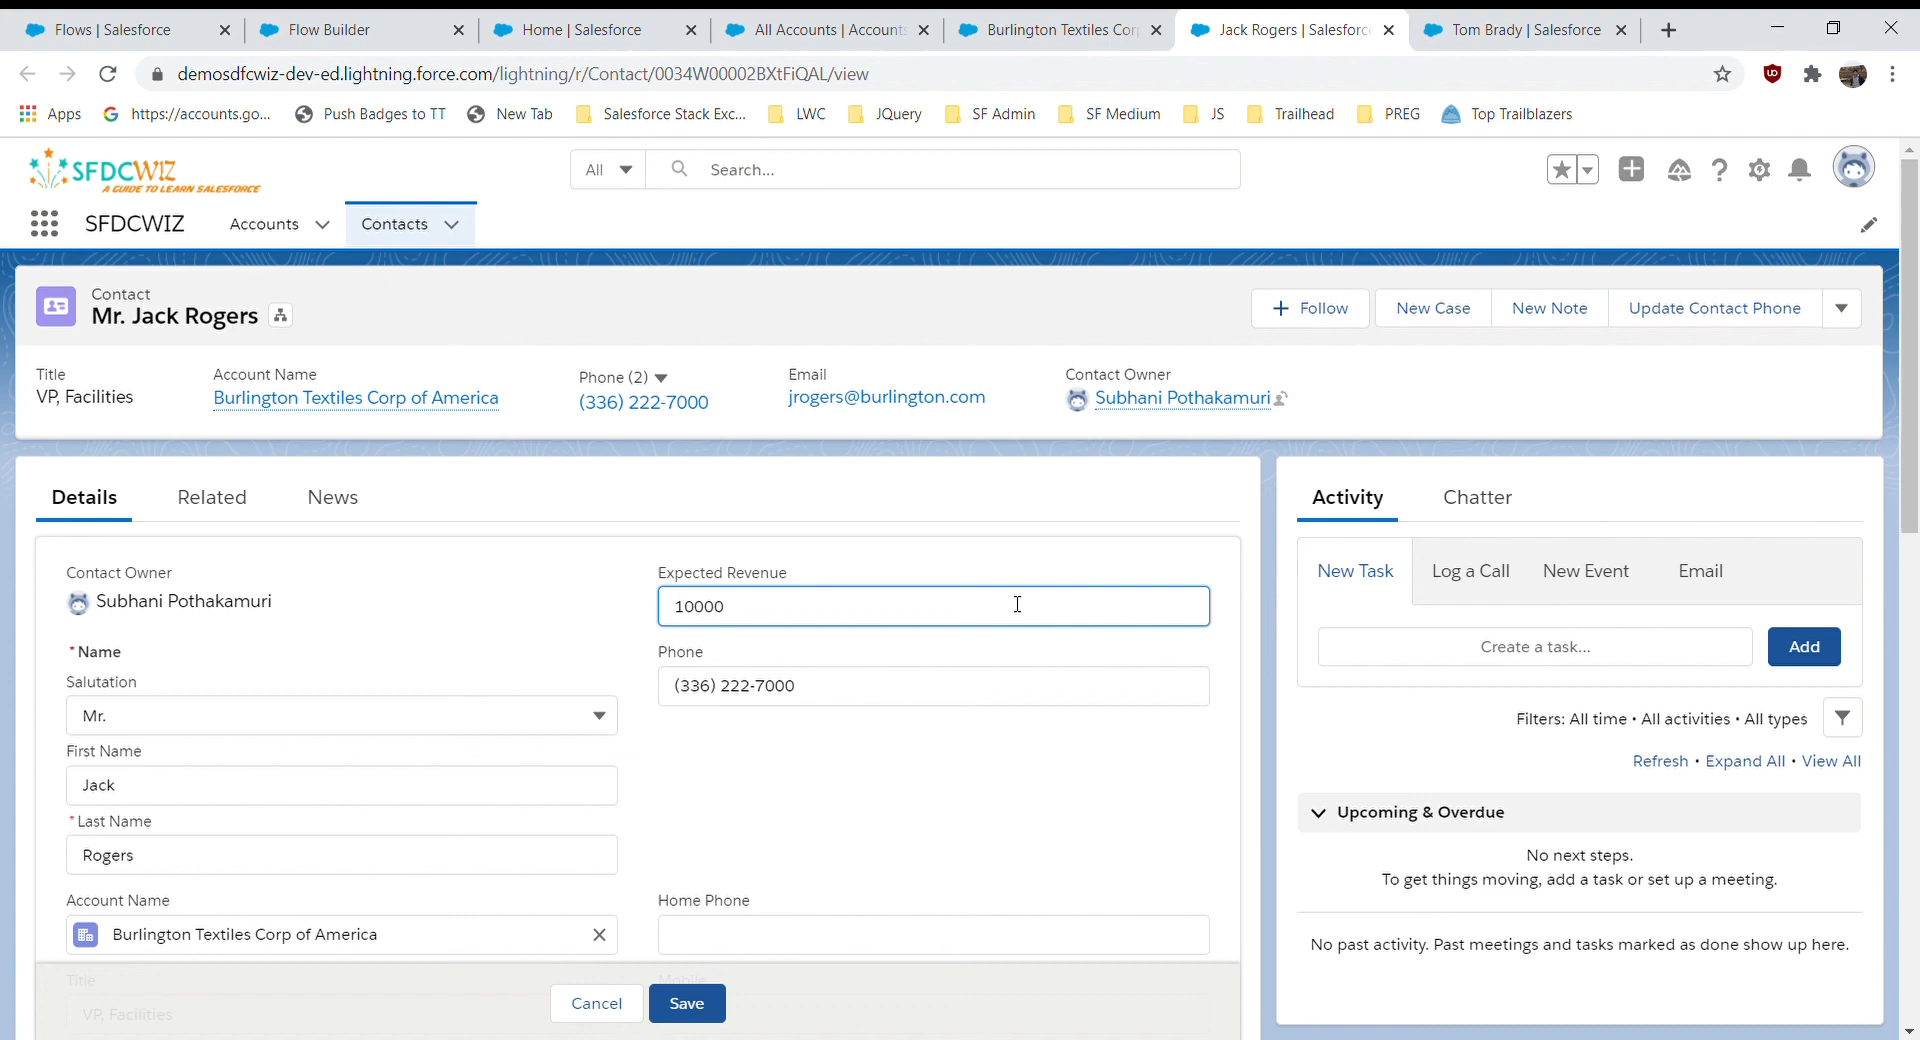 Flows | Salesforce
Flow Builder
Home | Salesforce
All Accounts | Accounts
Burlington Textiles Cor
Jack Rogers | Salesforce
Tom Brady | Salesforce
demosdfcwiz-dev-ed.lightning.force.com/lightning/r/Contact/0034W00002BXtFiQAL/view
Apps
https://accounts.go...
Push Badges to TT
New Tab
Salesforce Stack Exc...
LWC
JQuery
SF Admin
SF Medium
JS
Trailhead
PREG
Top Trailblazers
SFDCWIZ
A GUIDE TO LEARN SALESFORCE
All
Search...
SFDCWIZ
Accounts
Contacts
Contact
Mr. Jack Rogers
Follow
New Case
New Note
Update Contact Phone
Title
VP, Facilities
Account Name
Burlington Textiles Corp of America
Phone (2)
(336) 222-7000
Email
jrogers@burlington.com
Contact Owner
Subhani Pothakamuri
Details
Related
News
Contact Owner
Subhani Pothakamuri
Expected Revenue
10000
*Name
Salutation
Mr.
Phone
(336) 222-7000
First Name
Jack
*Last Name
Rogers
Account Name
Burlington Textiles Corp of America
Home Phone
Title
VP, Facilities
Mobile
Cancel
Save
Activity
Chatter
New Task
Log a Call
New Event
Email
Create a task...
Add
Filters: All time • All activities • All types
Refresh • Expand All • View All
Upcoming & Overdue
No next steps.
To get things moving, add a task or set up a meeting.
No past activity. Past meetings and tasks marked as done show up here.